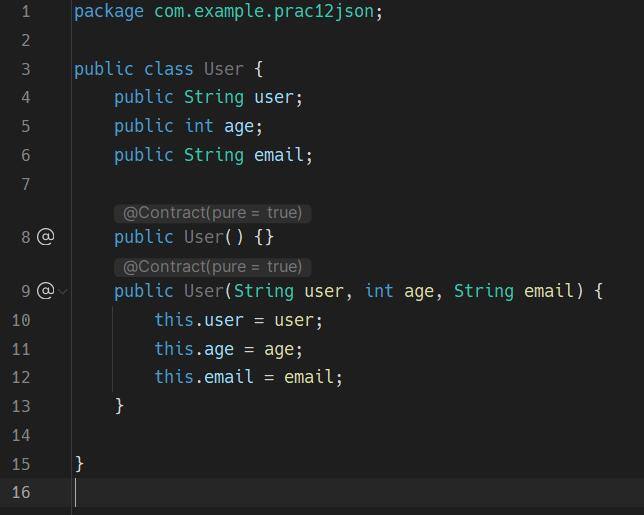 1 package com.example.prac12json;
2
3 public class User {
4     public String user;
5     public int age;
6     public String email;
7
@Contract(pure = true)
8 @ public User() {}
@Contract(pure = true)
9 @ public User(String user, int age, String email) {
10         this.user = user;
11         this.age = age;
12         this.email = email;
13     }
14
15 }
16